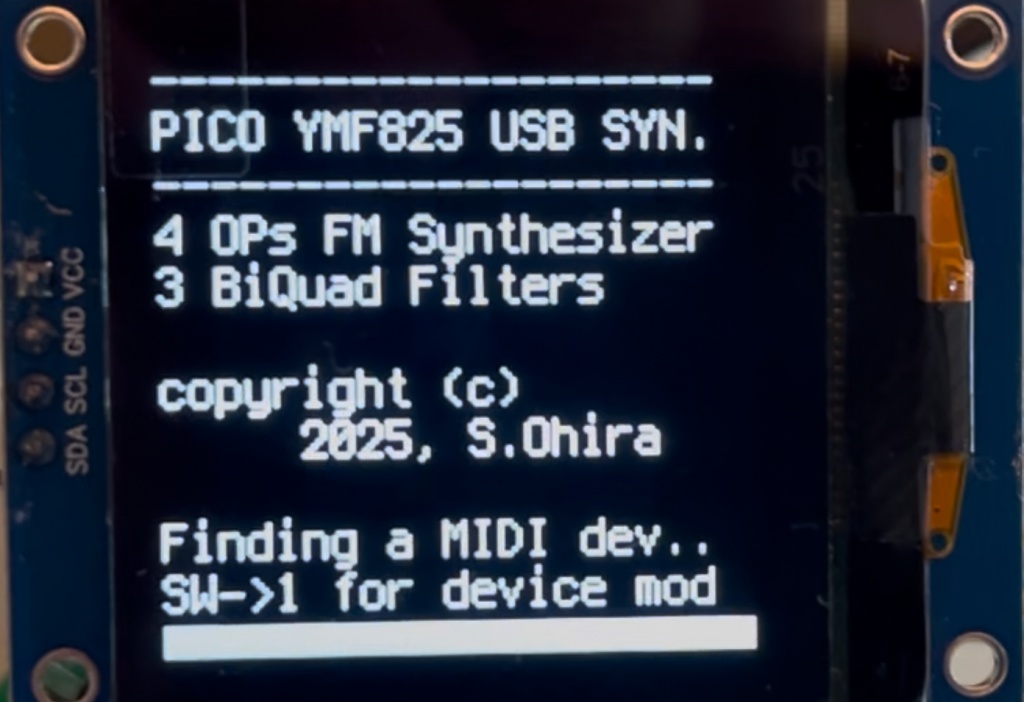 --------------------
PICO YMF825 USB SYN.
--------------------
4 OPs FM Synthesizer
3 BiQuad Filters
copyright (c)
2025, S.Ohira
Finding a MIDI dev..
SW->1 for device mod
SDA SCL GND VCC
25